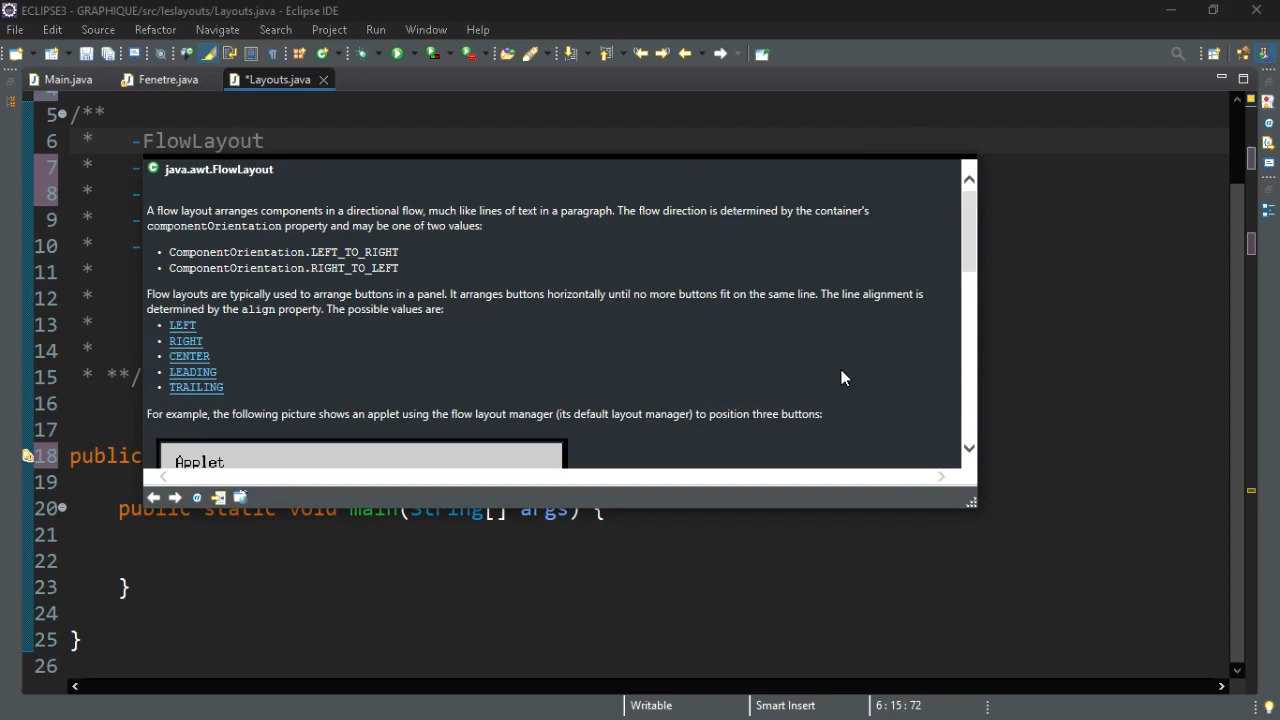 ECLIPSE3 - GRAPHIQUE/src/leslayouts/Layouts.java - Eclipse IDE
File Edit Source Refactor Navigate Search Project Run Window Help
Main.java Fenetre.java *Layouts.java
5 /**
6 * -FlowLayout
7 * -
8 * -
9 * -
10 * -
11 *
12 *
13 *
14 *
15 * **/
16
17
18 public
19
20 public static void main(String[] args) {
21
22
23 }
24
25 }
26
java.awt.FlowLayout
A flow layout arranges components in a directional flow, much like lines of text in a paragraph. The flow direction is determined by the container's
componentOrientation property and may be one of two values:
• ComponentOrientation.LEFT_TO_RIGHT
• ComponentOrientation.RIGHT_TO_LEFT
Flow layouts are typically used to arrange buttons in a panel. It arranges buttons horizontally until no more buttons fit on the same line. The line alignment is
determined by the align property. The possible values are:
• LEFT
• RIGHT
• CENTER
• LEADING
• TRAILING
For example, the following picture shows an applet using the flow layout manager (its default layout manager) to position three buttons:
Applet
Writable Smart Insert 6 : 15 : 72